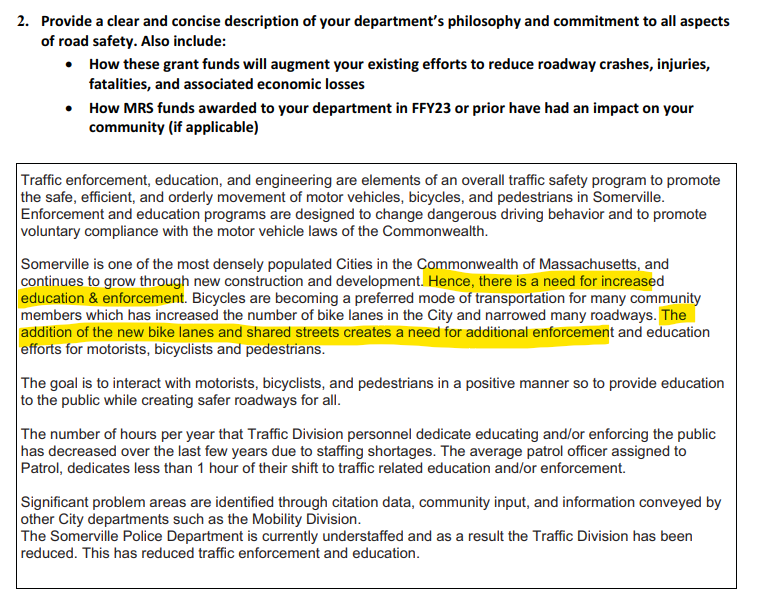 2. Provide a clear and concise description of your department's philosophy and commitment to all aspects
of road safety. Also include:
• How these grant funds will augment your existing efforts to reduce roadway crashes, injuries,
fatalities, and associated economic losses
• How MRS funds awarded to your department in FFY23 or prior have had an impact on your
community (if applicable)
Traffic enforcement, education, and engineering are elements of an overall traffic safety program to promote
the safe, efficient, and orderly movement of motor vehicles, bicycles, and pedestrians in Somerville.
Enforcement and education programs are designed to change dangerous driving behavior and to promote
voluntary compliance with the motor vehicle laws of the Commonwealth.
Somerville is one of the most densely populated Cities in the Commonwealth of Massachusetts, and
continues to grow through new construction and development. Hence, there is a need for increased
education & enforcement. Bicycles are becoming a preferred mode of transportation for many community
members which has increased the number of bike lanes in the City and narrowed many roadways. The
addition of the new bike lanes and shared streets creates a need for additional enforcement and education
efforts for motorists, bicyclists and pedestrians.
The goal is to interact with motorists, bicyclists, and pedestrians in a positive manner so to provide education
to the public while creating safer roadways for all.
The number of hours per year that Traffic Division personnel dedicate educating and/or enforcing the public
has decreased over the last few years due to staffing shortages. The average patrol officer assigned to
Patrol, dedicates less than 1 hour of their shift to traffic related education and/or enforcement.
Significant problem areas are identified through citation data, community input, and information conveyed by
other City departments such as the Mobility Division.
The Somerville Police Department is currently understaffed and as a result the Traffic Division has been
reduced. This has reduced traffic enforcement and education.